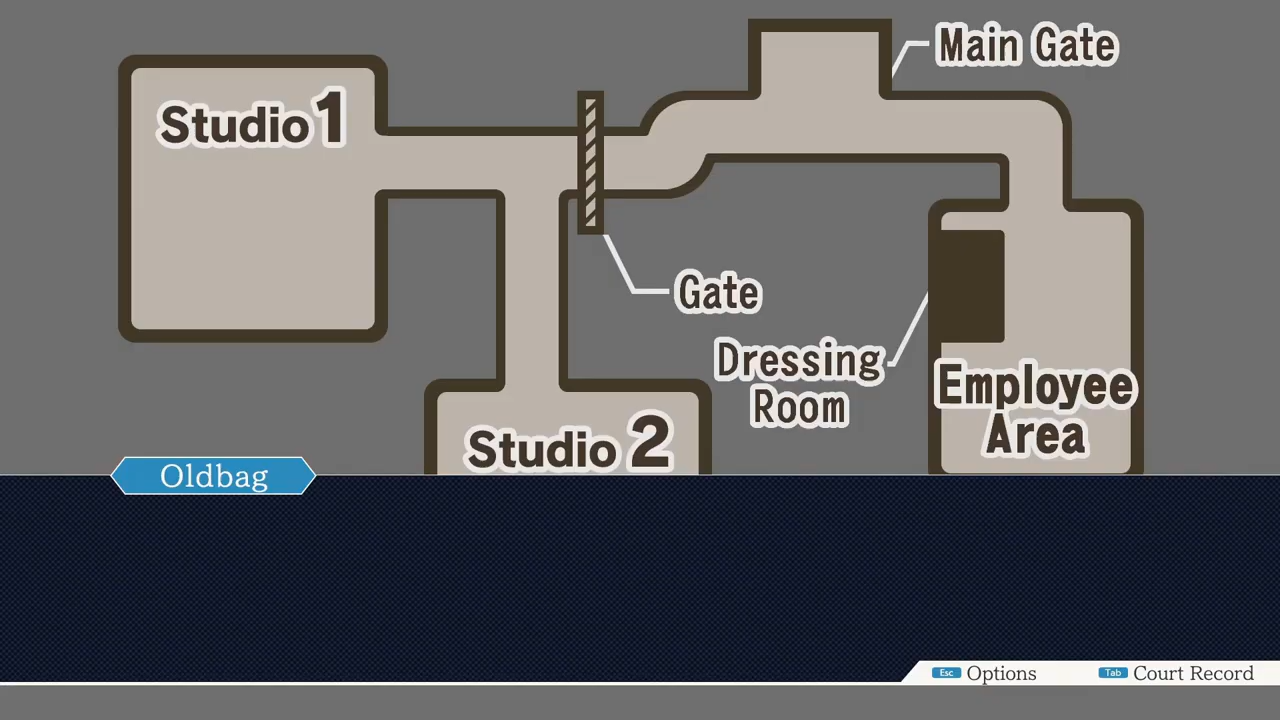 Main Gate
Studio 1
Gate
Dressing
Room
Employee
Area
Studio 2
Oldbag
Esc Options
Tab Court Record